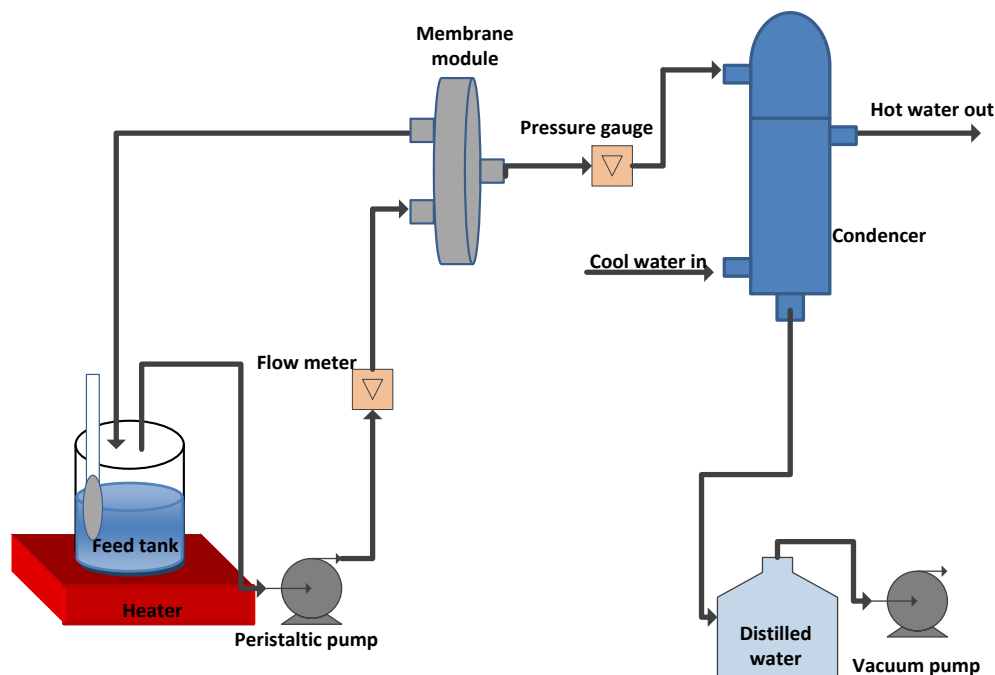 Membrane
module
Hot water out
Pressure gauge
Condencer
Cool water in
Flow meter
Feed tank
Heater
Peristaltic pump
Distilled
water
Vacuum pump